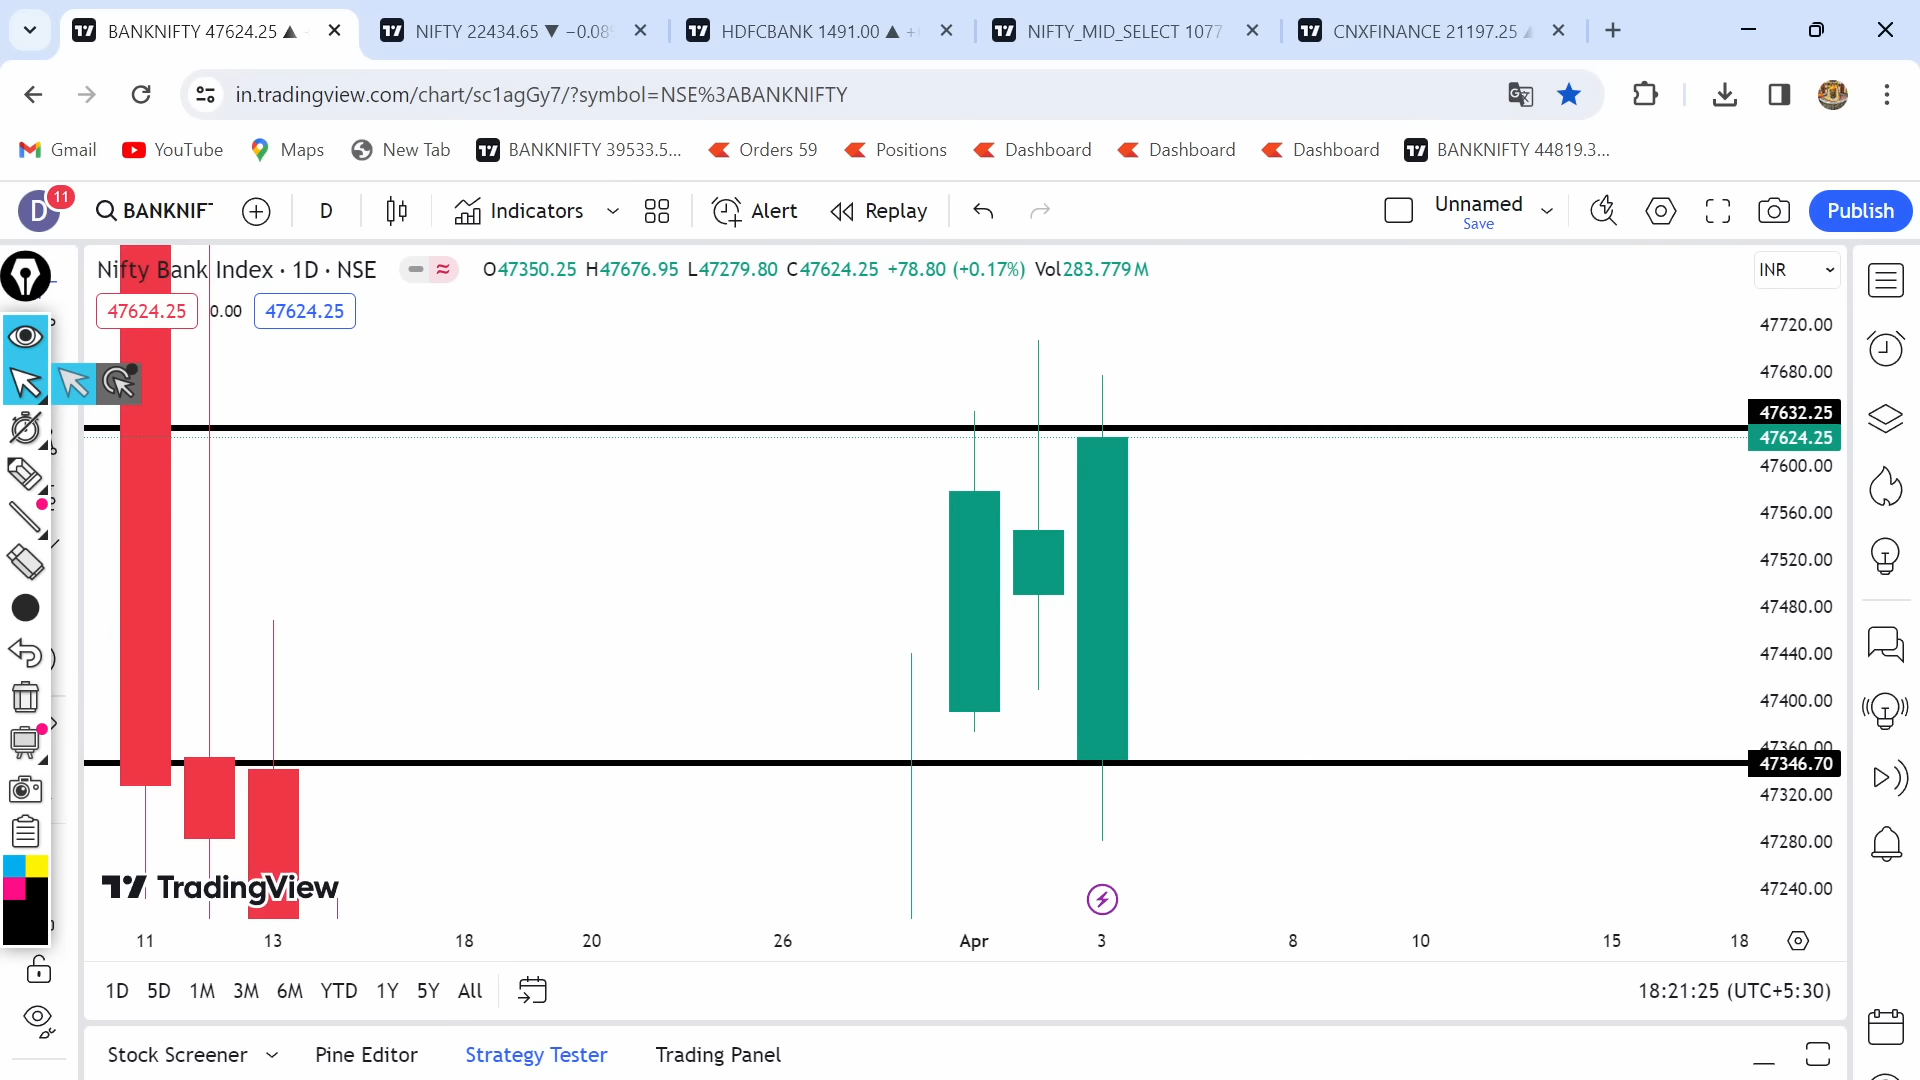 BANKNIFTY 47624.25 ▲
NIFTY 22434.65 ▼ −0.08
HDFCBANK 1491.00 ▲ +
NIFTY_MID_SELECT 1077
CNXFINANCE 21197.25
in.tradingview.com/chart/sc1agGy7/?symbol=NSE%3ABANKNIFTY
Gmail YouTube Maps New Tab BANKNIFTY 39533.5... Orders 59 Positions Dashboard Dashboard Dashboard BANKNIFTY 44819.3...
D 11 BANKNIF D Indicators Alert Replay Unnamed Publish
Save
Nifty Bank Index · 1D · NSE O47350.25 H47676.95 L47279.80 C47624.25 +78.80 (+0.17%) Vol283.779M INR
47624.25 0.00 47624.25
47720.00
47680.00
47632.25
47624.25
47600.00
47560.00
47520.00
47480.00
47440.00
47400.00
47360.00
47346.70
47320.00
47280.00
47240.00
TradingView
11 13 18 20 26 Apr 3 8 10 15 18
1D 5D 1M 3M 6M YTD 1Y 5Y All 18:21:25 (UTC+5:30)
Stock Screener Pine Editor Strategy Tester Trading Panel